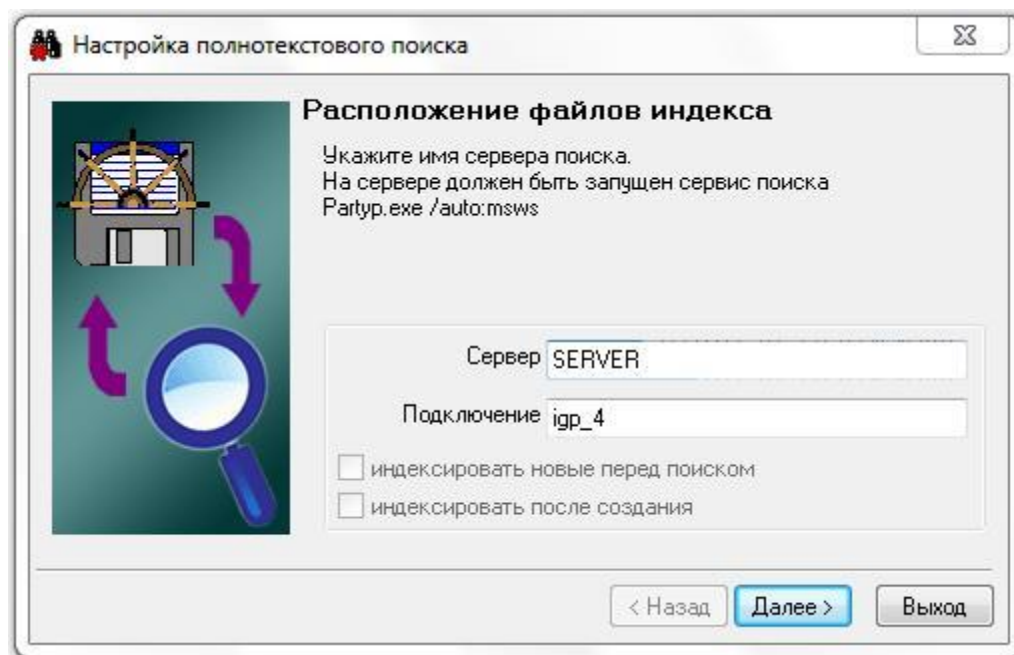 Настройка полнотекстового поиска
Расположение файлов индекса
Укажите имя сервера поиска.
На сервере должен быть запущен сервис поиска
Partyp.exe /auto:msws
Сервер SERVER
Подключение igp_4
индексировать новые перед поиском
индексировать после создания
< Назад Далее > Выход